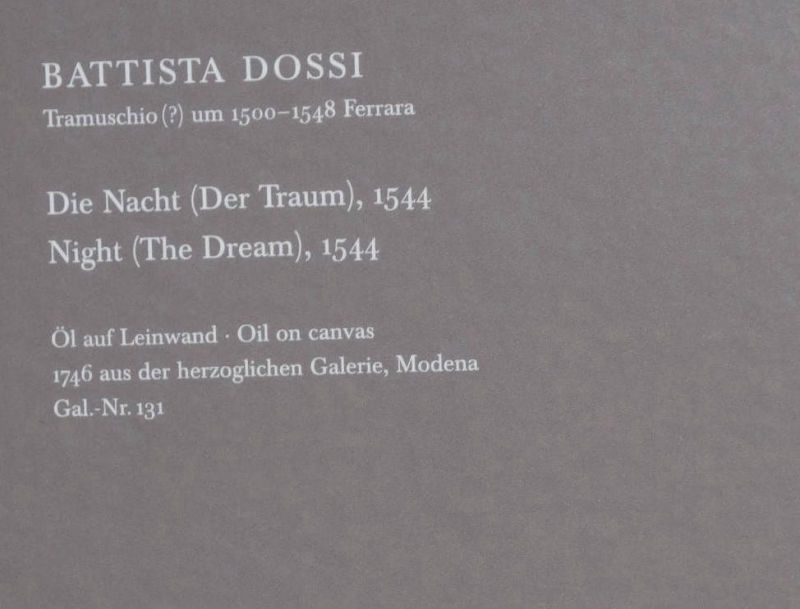 BATTISTA DOSSI
Tramuschio (?) um 1500–1548 Ferrara
Die Nacht (Der Traum), 1544
Night (The Dream), 1544
Öl auf Leinwand · Oil on canvas
1746 aus der herzoglichen Galerie, Modena
Gal.-Nr. 131